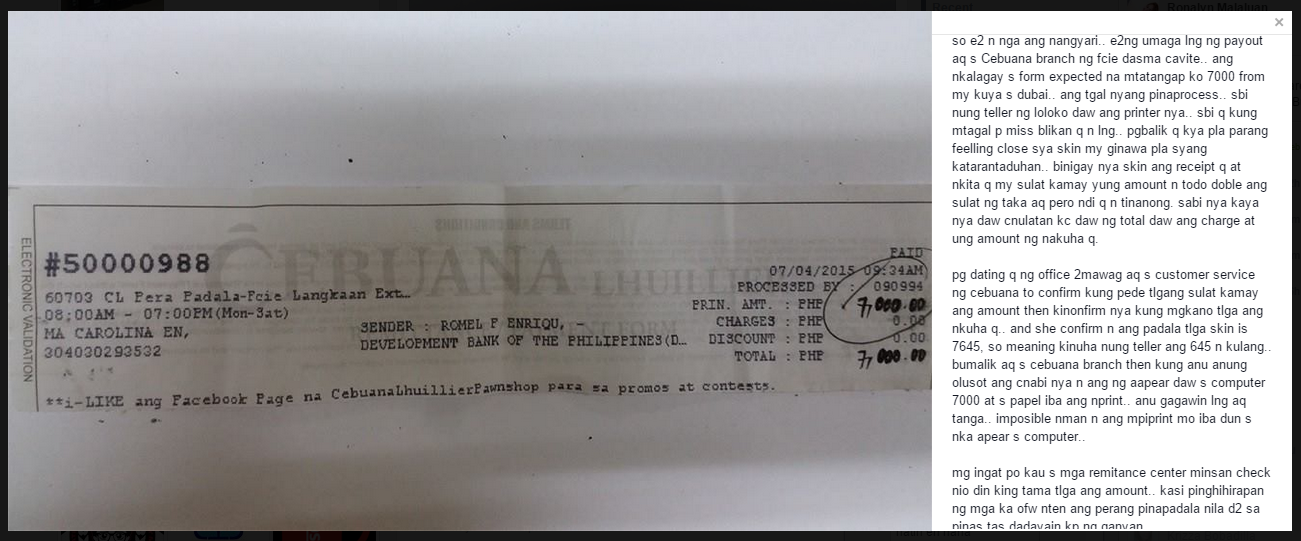 ELECTRONIC VALIDATION
TERMS AND CONDITIONS
CEBUANA LHUILLIER
#50000988
60703 CL Pera Padala-Fcie Langkaan Ext…
08:00AM - 07:00PM(Mon-Sat)
MA CAROLINA EN,
304030293532
SENDER : ROMEL F ENRIQU,
DEVELOPMENT BANK OF THE PHILIPPINES(D…
PAID
07/04/2015 09:34AM
PROCESSED BY : 090994
PRIN. AMT. : PHP 7,000.00
CHARGES : PHP 0.00
DISCOUNT : PHP 0.00
TOTAL : PHP 7,000.00
**i-LIKE ang Facebook Page na CebuanaLhuillierPawnshop para sa promos at contests.
×
so e2 n nga ang nangyari.. e2ng umaga lng ng payout
aq s Cebuana branch ng fcie dasma cavite.. ang
nkalagay s form expected na mtatangap ko 7000 from
my kuya s dubai.. ang tgal nyang pinaprocess.. sbi
nung teller ng loloko daw ang printer nya.. sbi q kung
mtagal p miss blikan q n lng.. pgbalik q kya pla parang
feelling close sya skin my ginawa pla syang
katarantaduhan.. binigay nya skin ang receipt q at
nkita q my sulat kamay yung amount n todo doble ang
sulat ng taka aq pero ndi q n tinanong. sabi nya kaya
nya daw cnulatan kc daw ng total daw ang charge at
ung amount ng nakuha q.
pg dating q ng office 2mawag aq s customer service
ng cebuana to confirm kung pede tlgang sulat kamay
ang amount then kinonfirm nya kung mgkano tlga ang
nkuha q.. and she confirm n ang padala tlga skin is
7645, so meaning kinuha nung teller ang 645 n kulang..
bumalik aq s cebuana branch then kung anu anung
olusot ang cnabi nya n ang ng aapear daw s computer
7000 at s papel iba ang nprint.. anu gagawin lng aq
tanga.. imposible nman n ang mpiprint mo iba dun s
nka apear s computer..
mg ingat po kau s mga remitance center minsan check
nio din king tama tlga ang amount.. kasi pinghihirapan
ng mga ka ofw nten ang perang pinapadala nila d2 sa
pinas tas dadayain kp ng ganyan